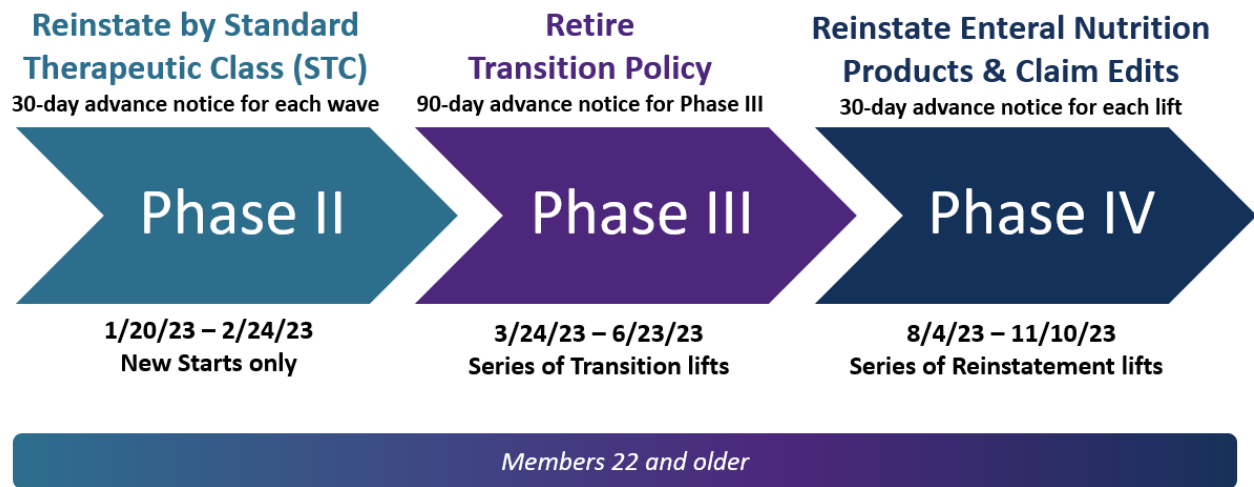 Reinstate by Standard
Therapeutic Class (STC)
30-day advance notice for each wave
Phase II
1/20/23 – 2/24/23
New Starts only
Retire
Transition Policy
90-day advance notice for Phase III
Phase III
3/24/23 – 6/23/23
Series of Transition lifts
Reinstate Enteral Nutrition
Products & Claim Edits
30-day advance notice for each lift
Phase IV
8/4/23 – 11/10/23
Series of Reinstatement lifts
Members 22 and older